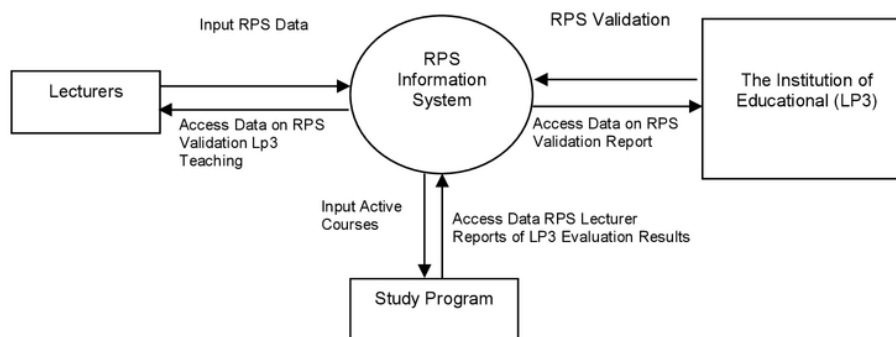 Input RPS Data
RPS Validation
RPS
Information
System
Lecturers
The Institution of
Educational (LP3)
Access Data on RPS
Validation Lp3
Teaching
Access Data on RPS
Validation Report
Input Active
Courses
Access Data RPS Lecturer
Reports of LP3 Evaluation Results
Study Program